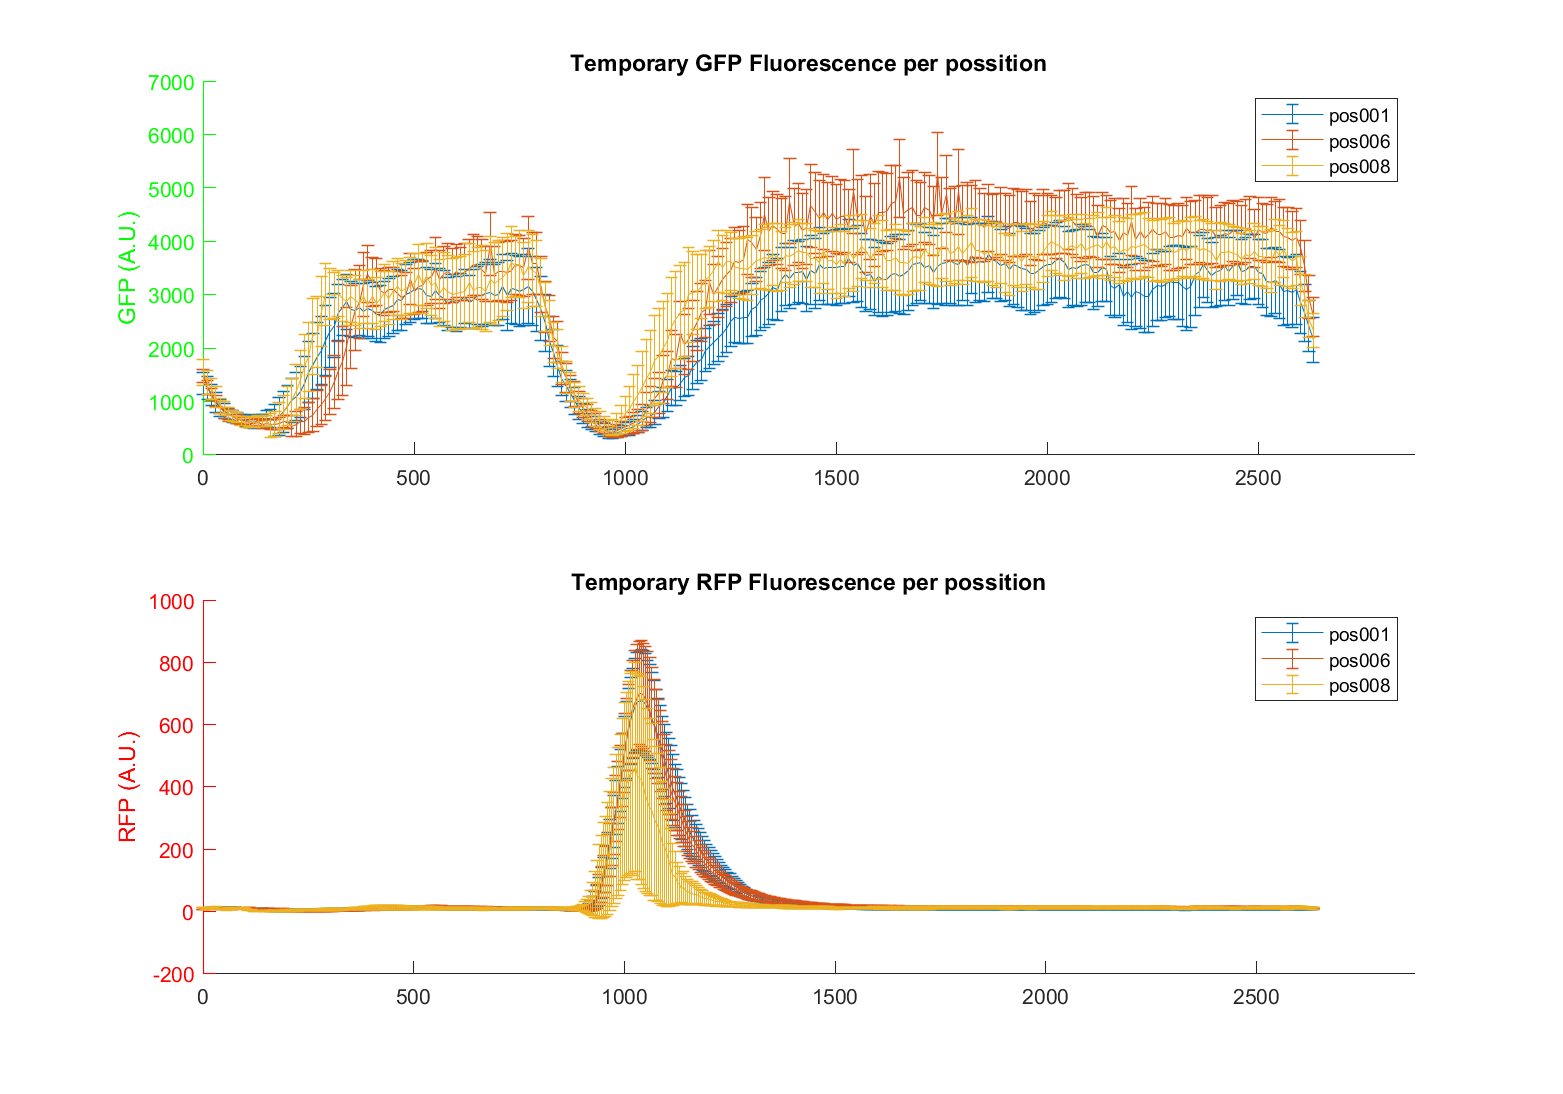 Temporary GFP Fluorescence per possition
GFP (A.U.)
7000
6000
5000
4000
3000
2000
1000
0
0 500 1000 1500 2000 2500
pos001
pos006
pos008
Temporary RFP Fluorescence per possition
RFP (A.U.)
1000
800
600
400
200
0
-200
0 500 1000 1500 2000 2500
pos001
pos006
pos008